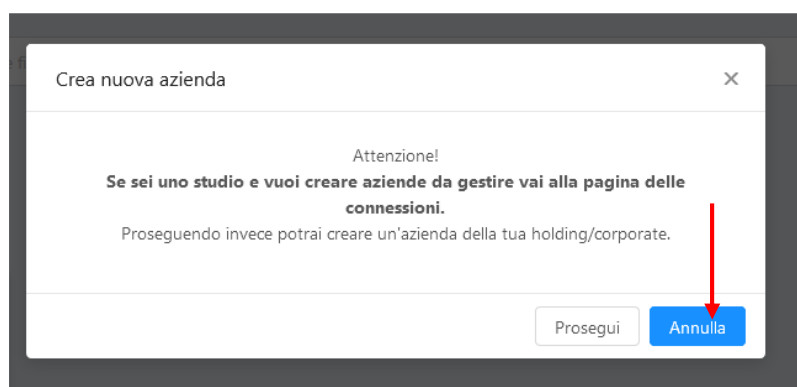 e fi
Crea nuova azienda
Attenzione!
Se sei uno studio e vuoi creare aziende da gestire vai alla pagina delle
connessioni.
Proseguendo invece potrai creare un'azienda della tua holding/corporate.
Prosegui
Annulla